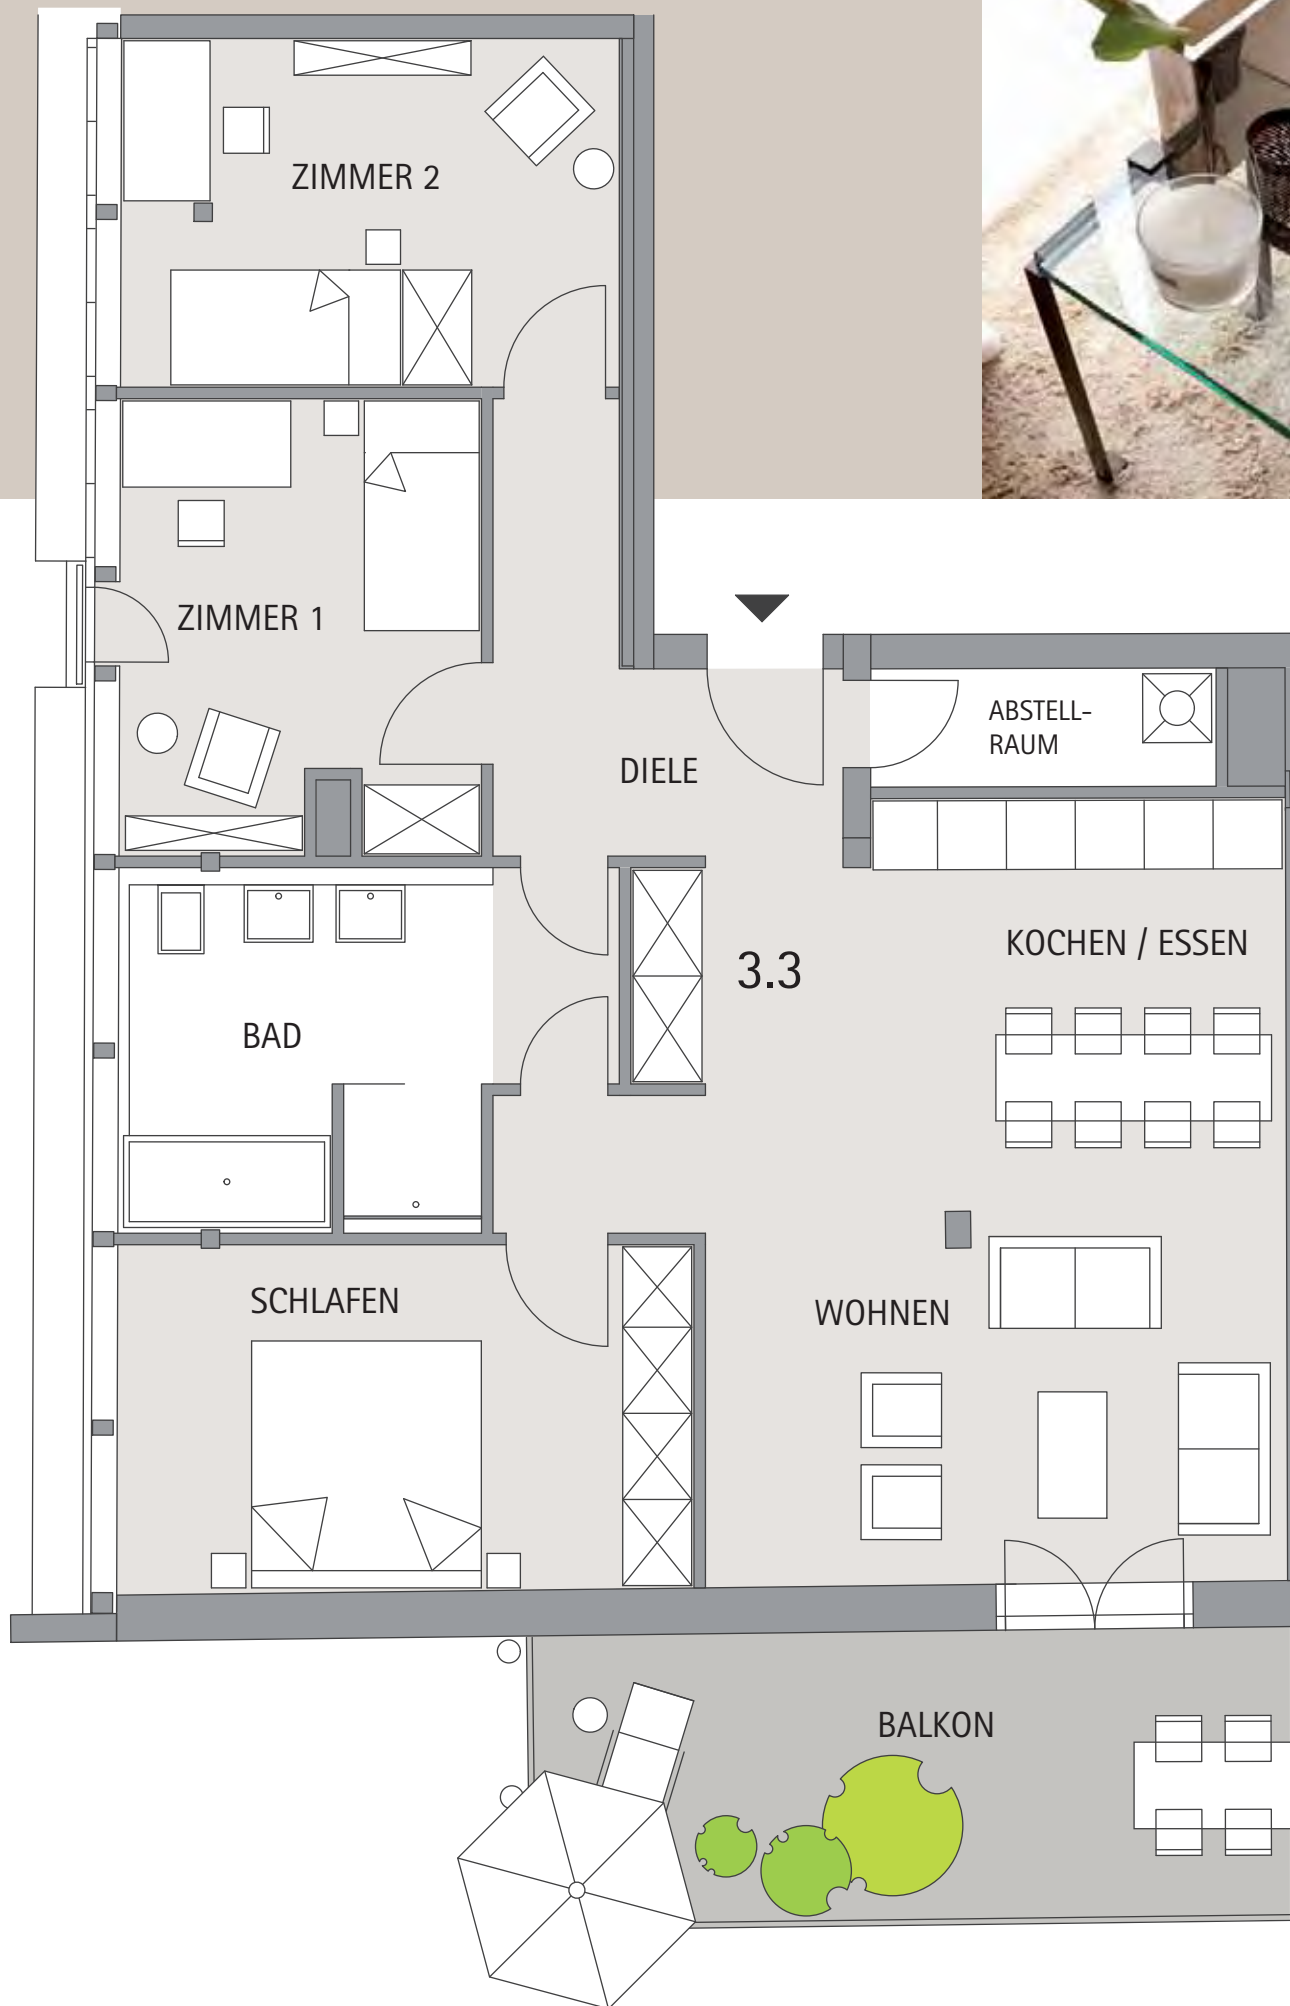 ZIMMER 2
ZIMMER 1
ABSTELL-
RAUM
DIELE
KOCHEN / ESSEN
3.3
BAD
SCHLAFEN
WOHNEN
BALKON